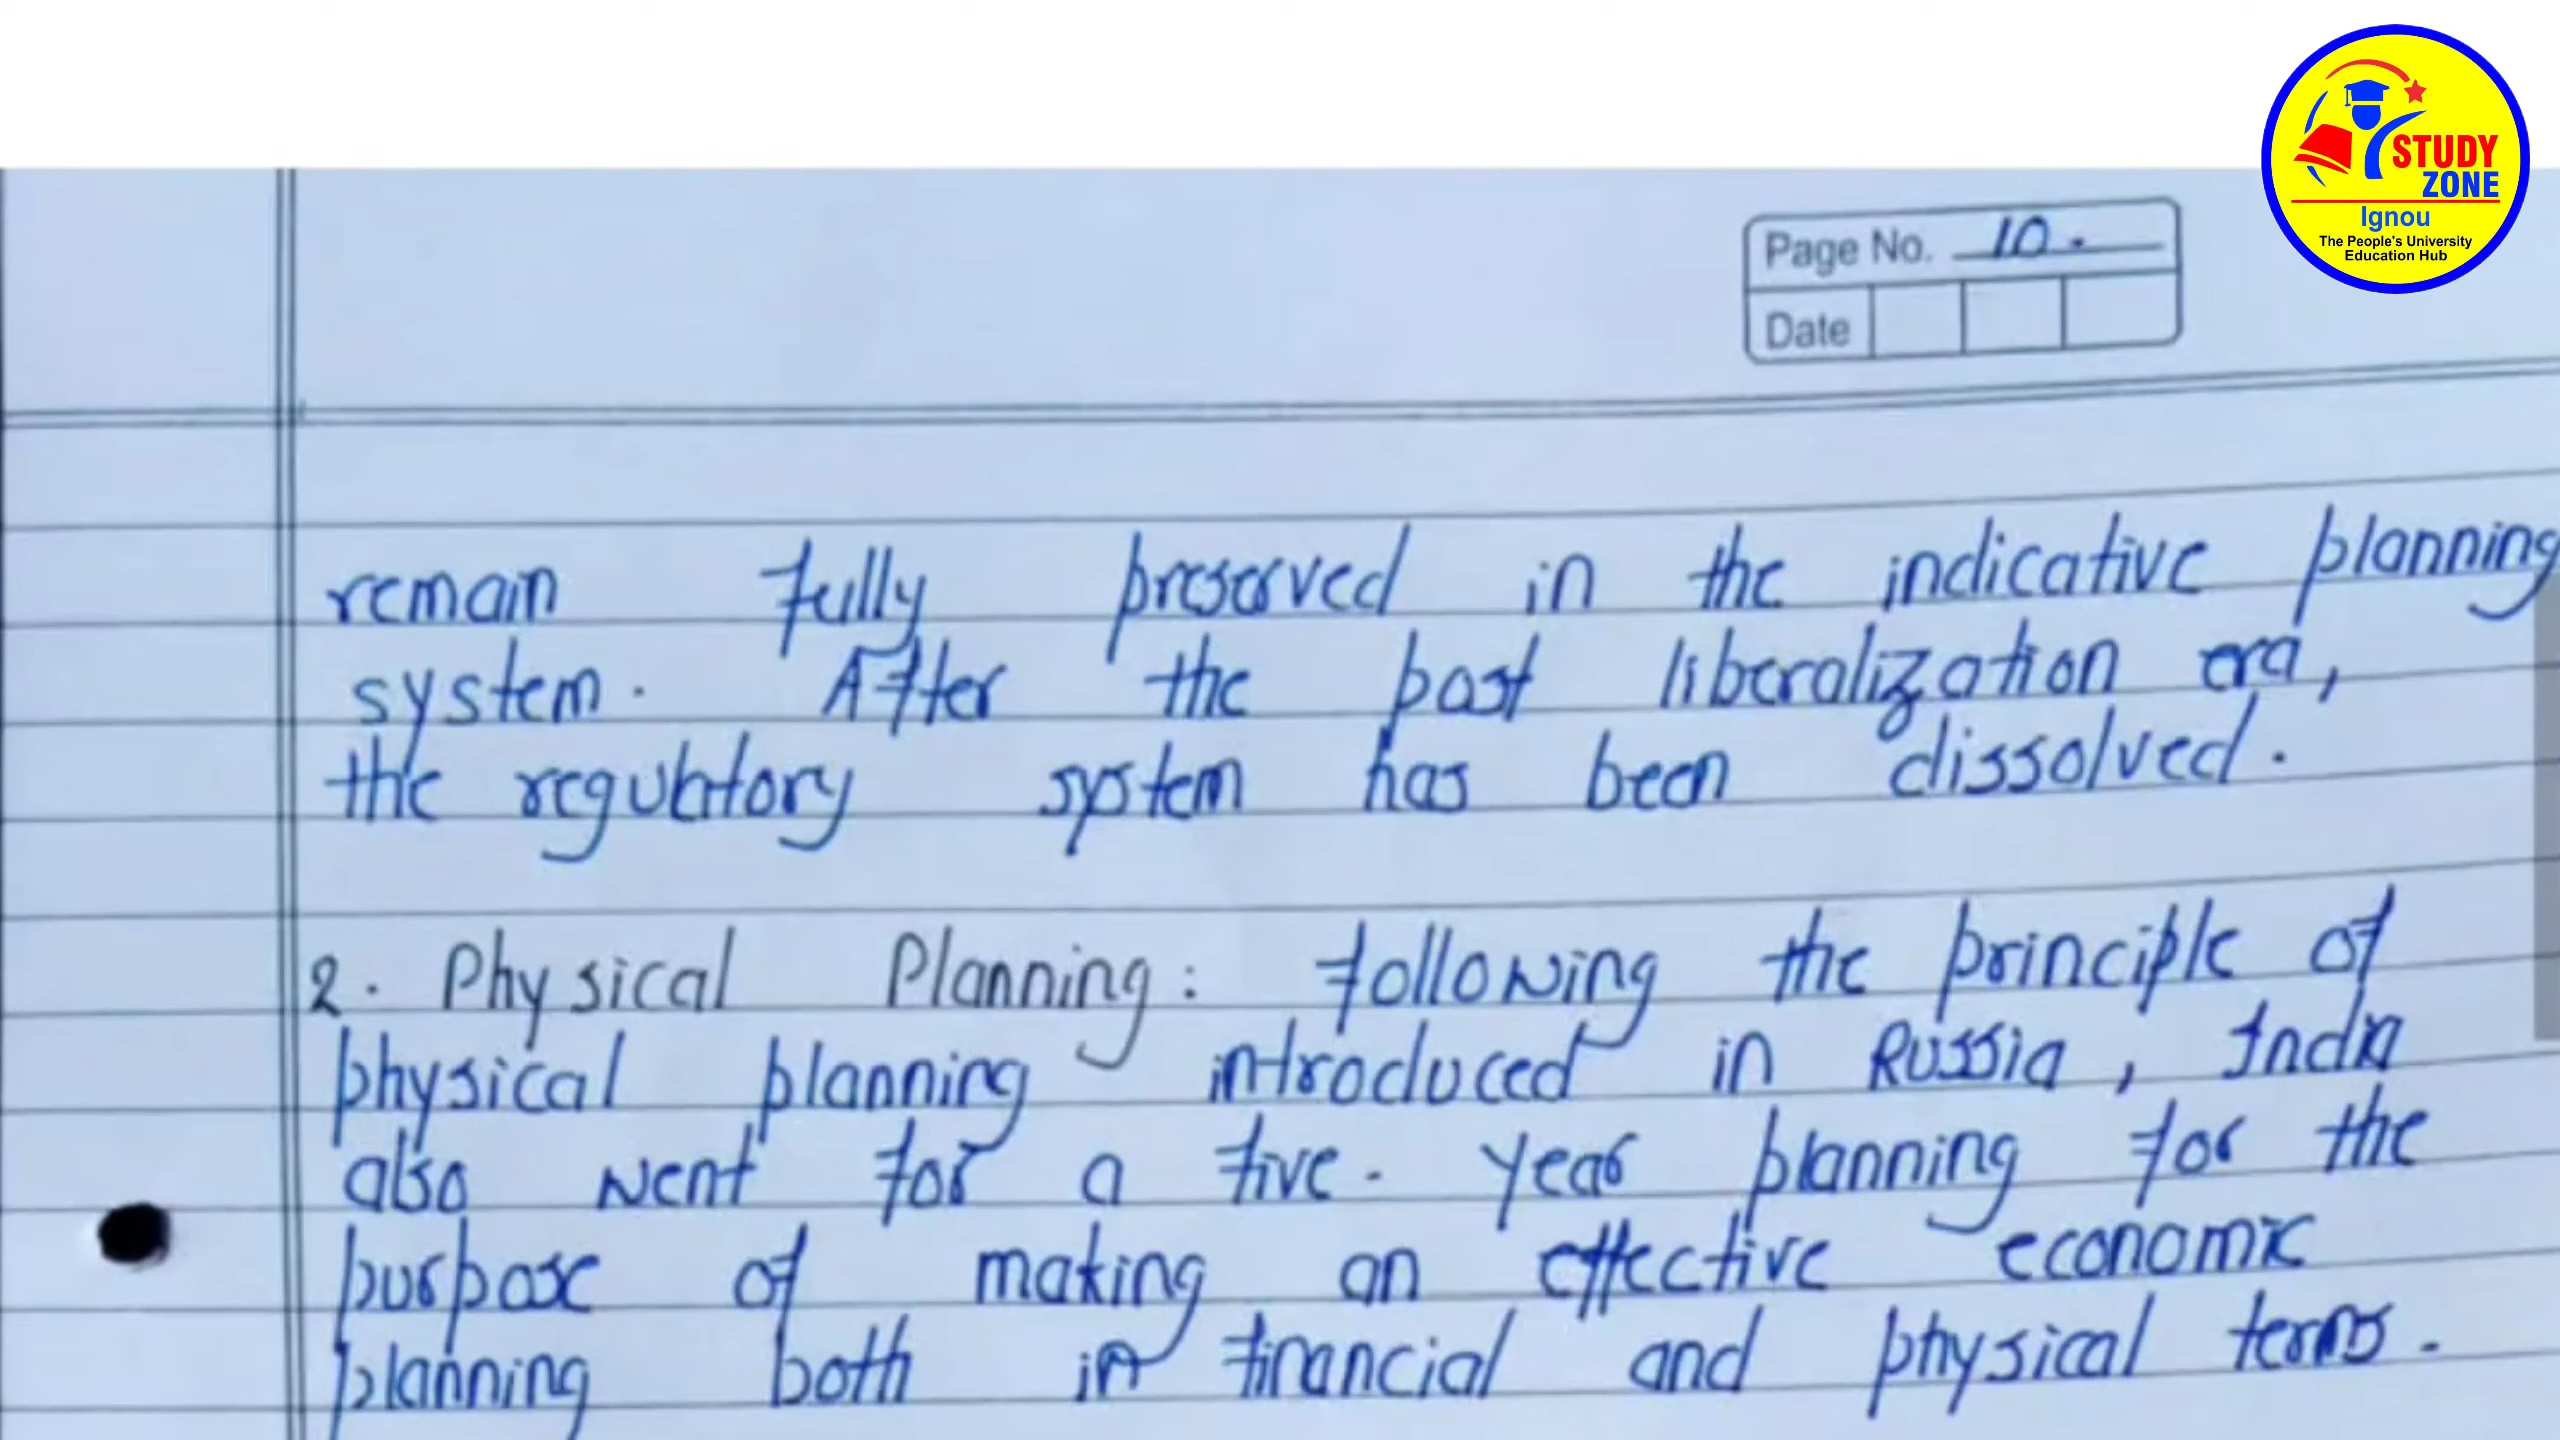 STUDY
ZONE
Ignou
The People's University
Education Hub
Page No. 10.
Date
remain fully preserved in the indicative planning
system. After the past liberalization era,
the regulatory system has been dissolved.
2. Physical Planning: following the principle of
physical planning introduced in Russia, India
also went for a five-year planning for the
purpose of making an effective economic
planning both in financial and physical terms.